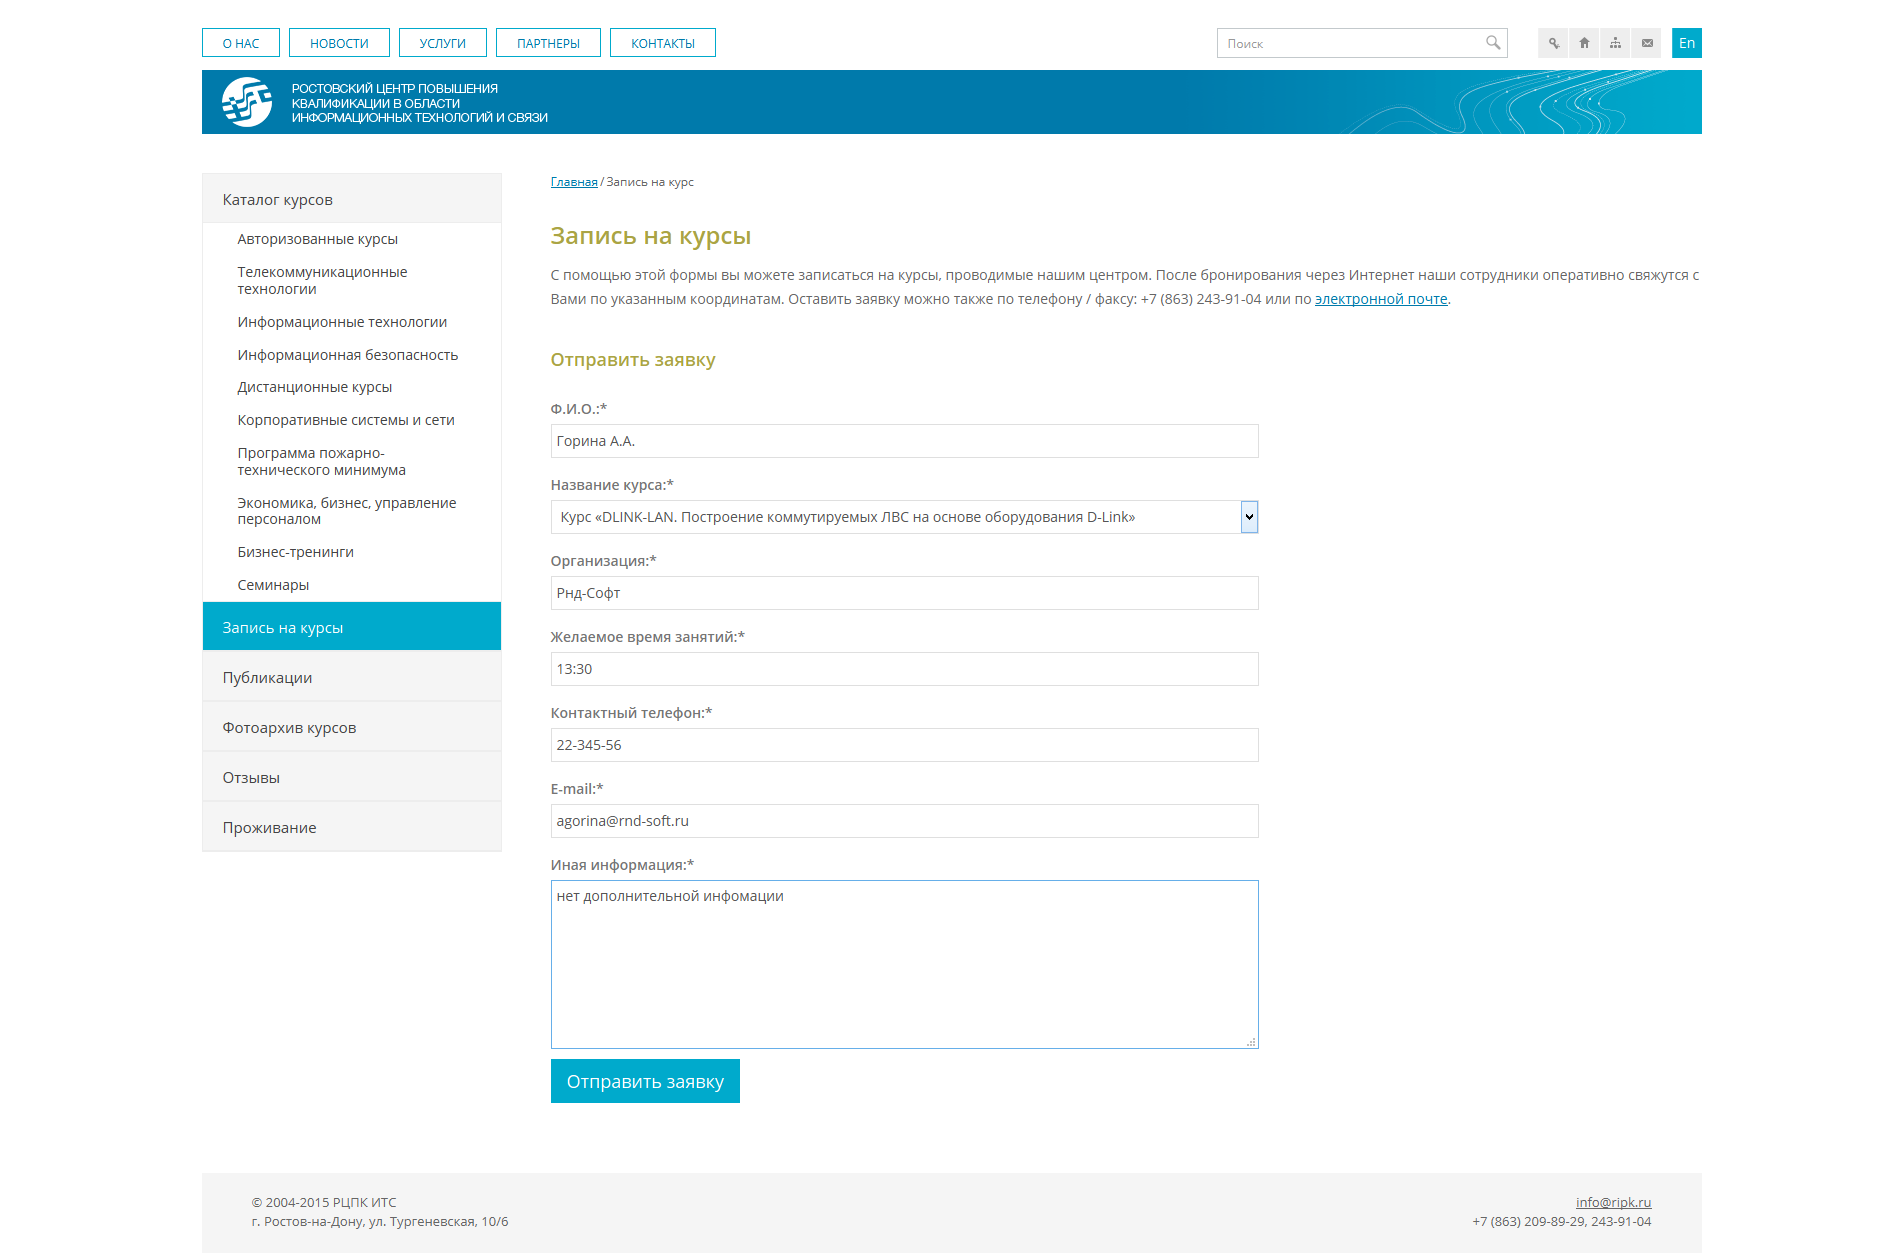 О НАС
НОВОСТИ
УСЛУГИ
ПАРТНЕРЫ
КОНТАКТЫ
Поиск
En
РОСТОВСКИЙ ЦЕНТР ПОВЫШЕНИЯ
КВАЛИФИКАЦИИ В ОБЛАСТИ
ИНФОРМАЦИОННЫХ ТЕХНОЛОГИЙ И СВЯЗИ
Каталог курсов
Авторизованные курсы
Телекоммуникационные
технологии
Информационные технологии
Информационная безопасность
Дистанционные курсы
Корпоративные системы и сети
Программа пожарно-
технического минимума
Экономика, бизнес, управление
персоналом
Бизнес-тренинги
Семинары
Запись на курсы
Публикации
Фотоархив курсов
Отзывы
Проживание
Главная / Запись на курс
Запись на курсы
С помощью этой формы вы можете записаться на курсы, проводимые нашим центром. После бронирования через Интернет наши сотрудники оперативно свяжутся с
Вами по указанным координатам. Оставить заявку можно также по телефону / факсу: +7 (863) 243-91-04 или по электронной почте.
Отправить заявку
Ф.И.О.:*
Горина А.А.
Название курса:*
Курс «DLINK-LAN. Построение коммутируемых ЛВС на основе оборудования D-Link»
Организация:*
Рнд-Софт
Желаемое время занятий:*
13:30
Контактный телефон:*
22-345-56
E-mail:*
agorina@rnd-soft.ru
Иная информация:*
нет дополнительной инфомации
Отправить заявку
© 2004-2015 РЦПК ИТС
г. Ростов-на-Дону, ул. Тургеневская, 10/6
info@ripk.ru
+7 (863) 209-89-29, 243-91-04